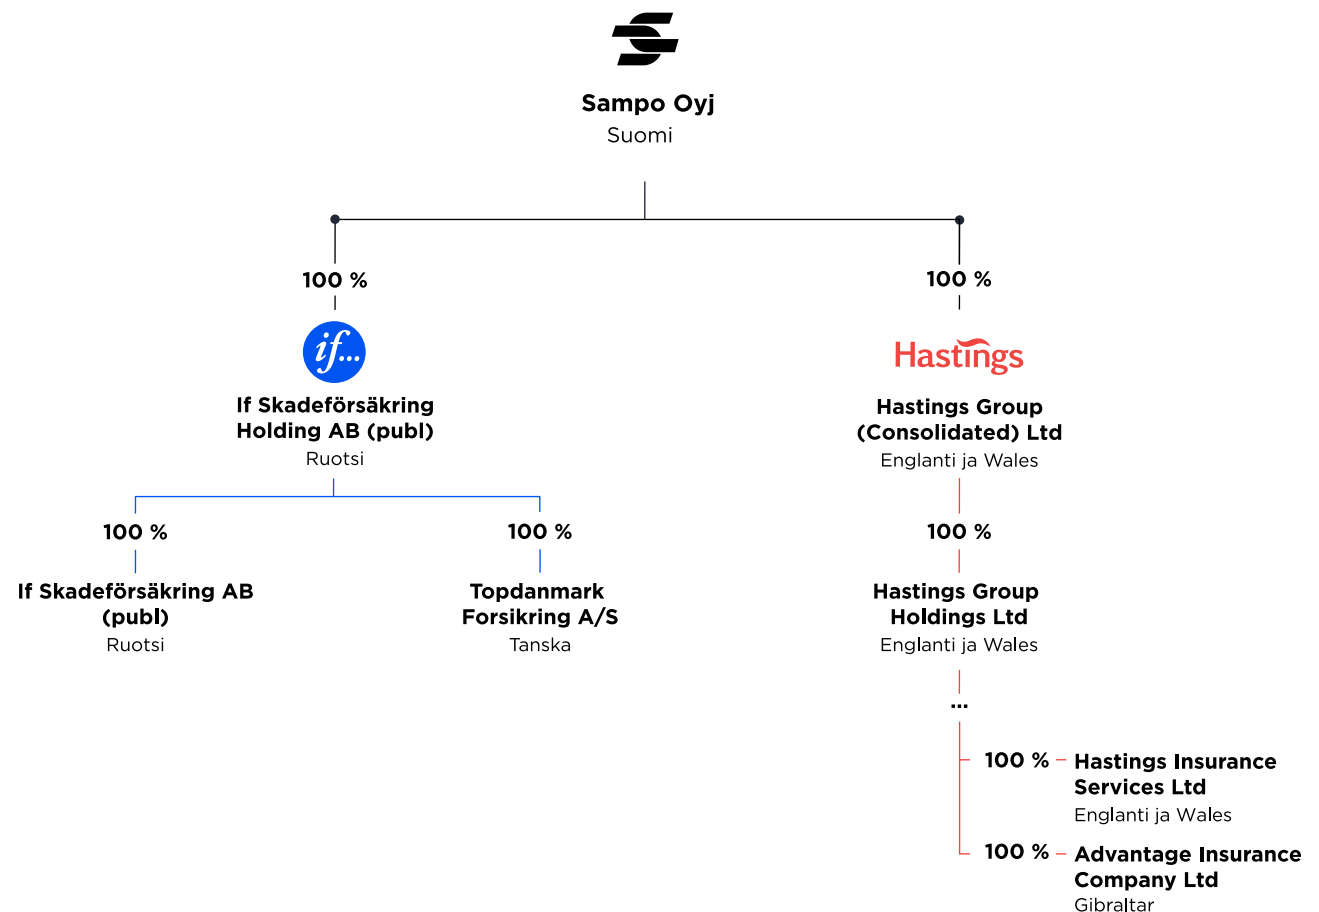 Sampo Oyj
Suomi
100 %
100 %
if...
Hastings
If Skadeförsäkring
Holding AB (publ)
Ruotsi
Hastings Group
(Consolidated) Ltd
Englanti ja Wales
100 %
100 %
100 %
If Skadeförsäkring AB
(publ)
Ruotsi
Topdanmark
Forsikring A/S
Tanska
Hastings Group
Holdings Ltd
Englanti ja Wales
...
100 %
Hastings Insurance
Services Ltd
Englanti ja Wales
100 %
Advantage Insurance
Company Ltd
Gibraltar